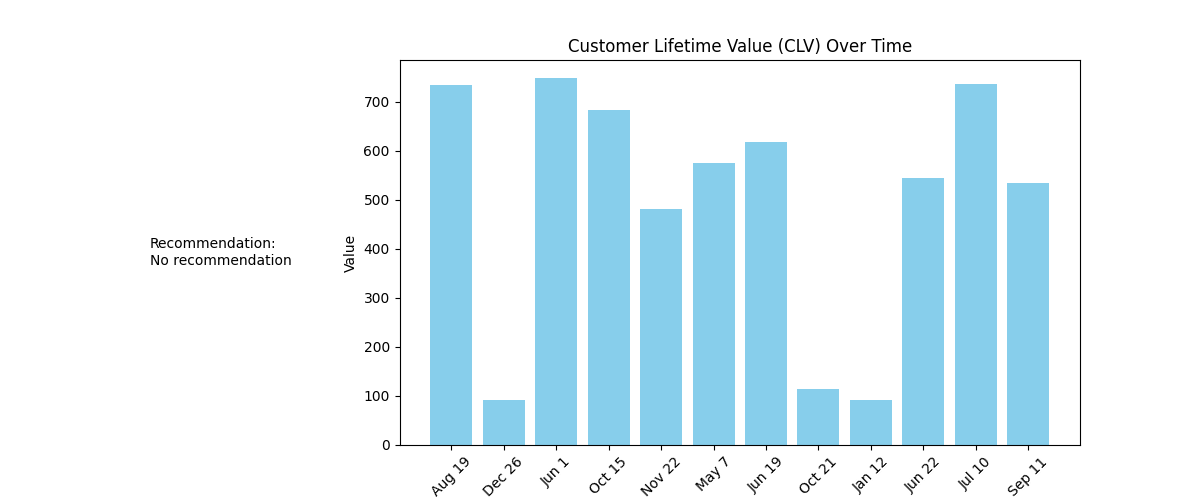 Customer Lifetime Value (CLV) Over Time
Recommendation:
No recommendation
Value
700
600
500
400
300
200
100
0
Aug 19
Dec 26
Jun 1
Oct 15
Nov 22
May 7
Jun 19
Oct 21
Jan 12
Jun 22
Jul 10
Sep 11